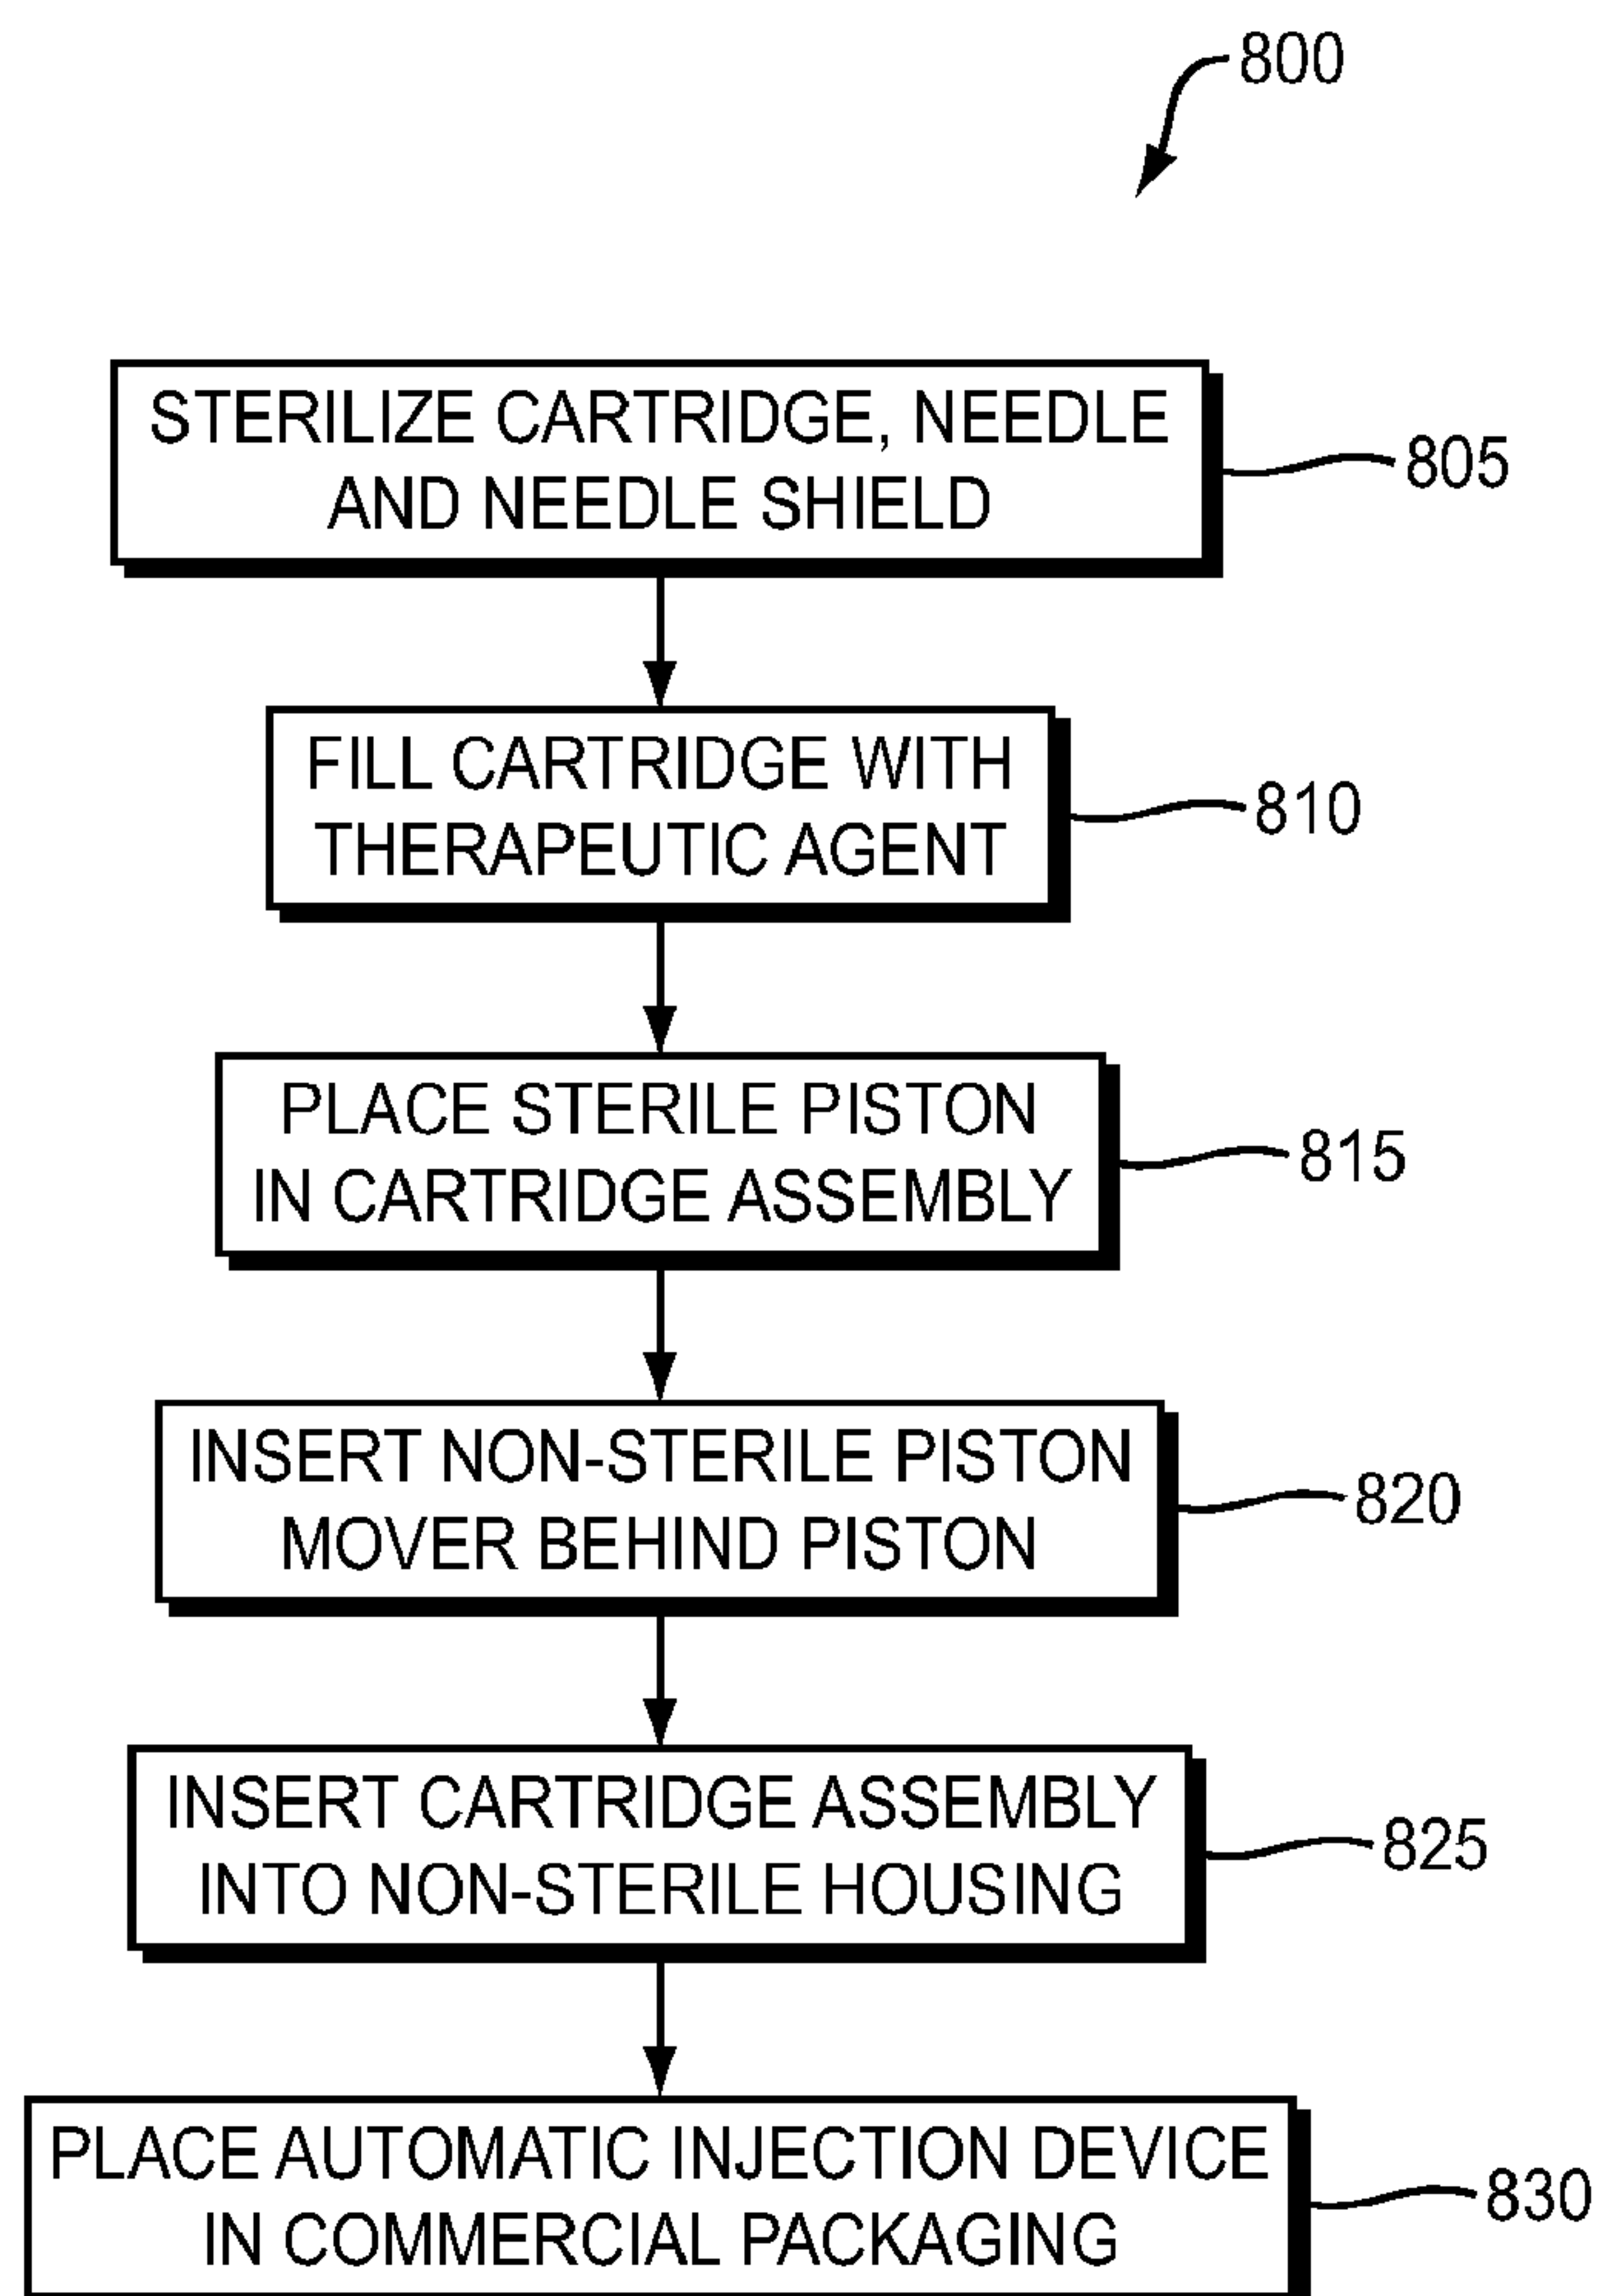 800
STERILIZE CARTRIDGE, NEEDLE
AND NEEDLE SHIELD
805
FILL CARTRIDGE WITH
THERAPEUTIC AGENT
810
PLACE STERILE PISTON
IN CARTRIDGE ASSEMBLY
815
INSERT NON-STERILE PISTON
MOVER BEHIND PISTON
820
INSERT CARTRIDGE ASSEMBLY
INTO NON-STERILE HOUSING
825
PLACE AUTOMATIC INJECTION DEVICE
IN COMMERCIAL PACKAGING
830